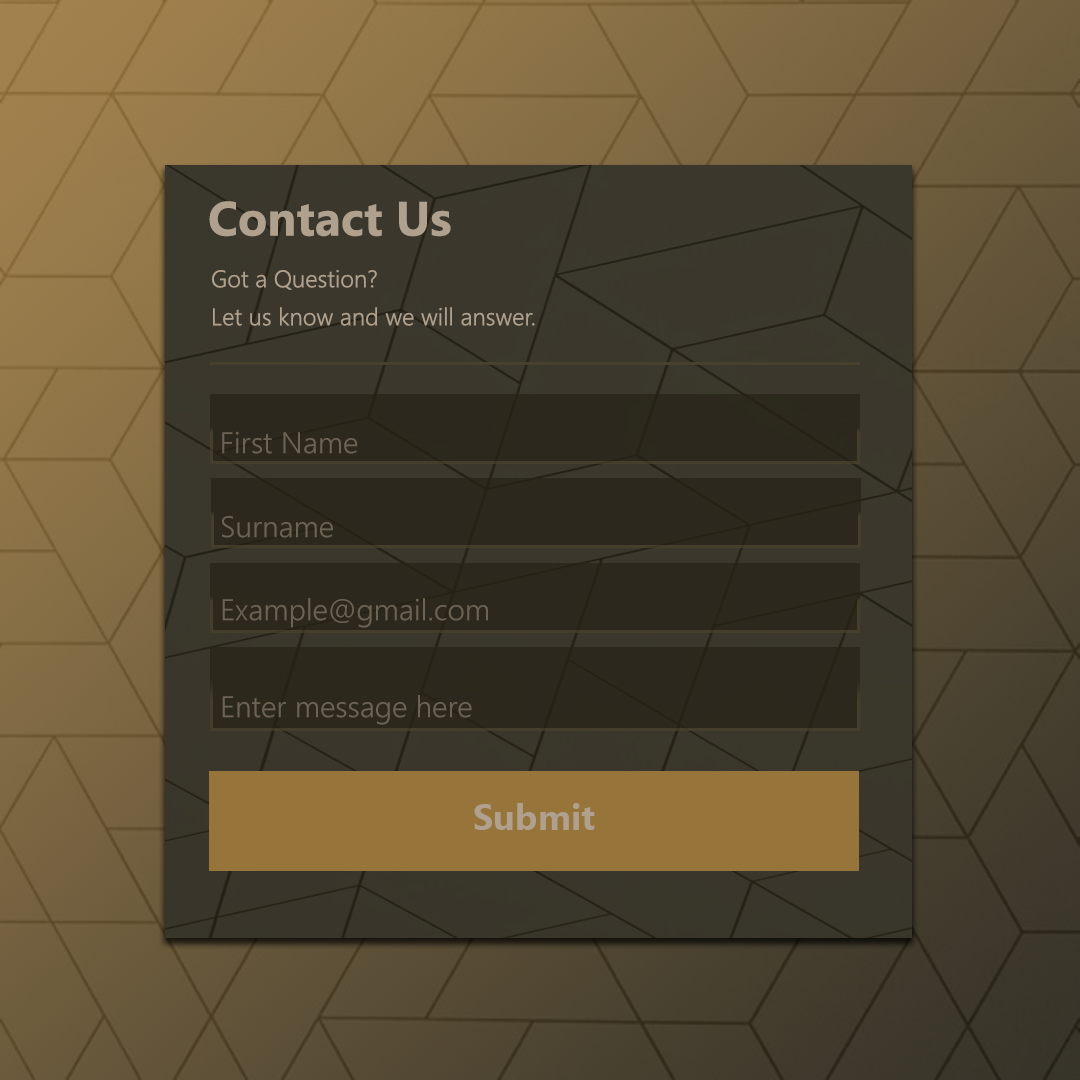 Contact Us
Got a Question?
Let us know and we will answer.
First Name
Surname
Example@gmail.com
Enter message here
Submit